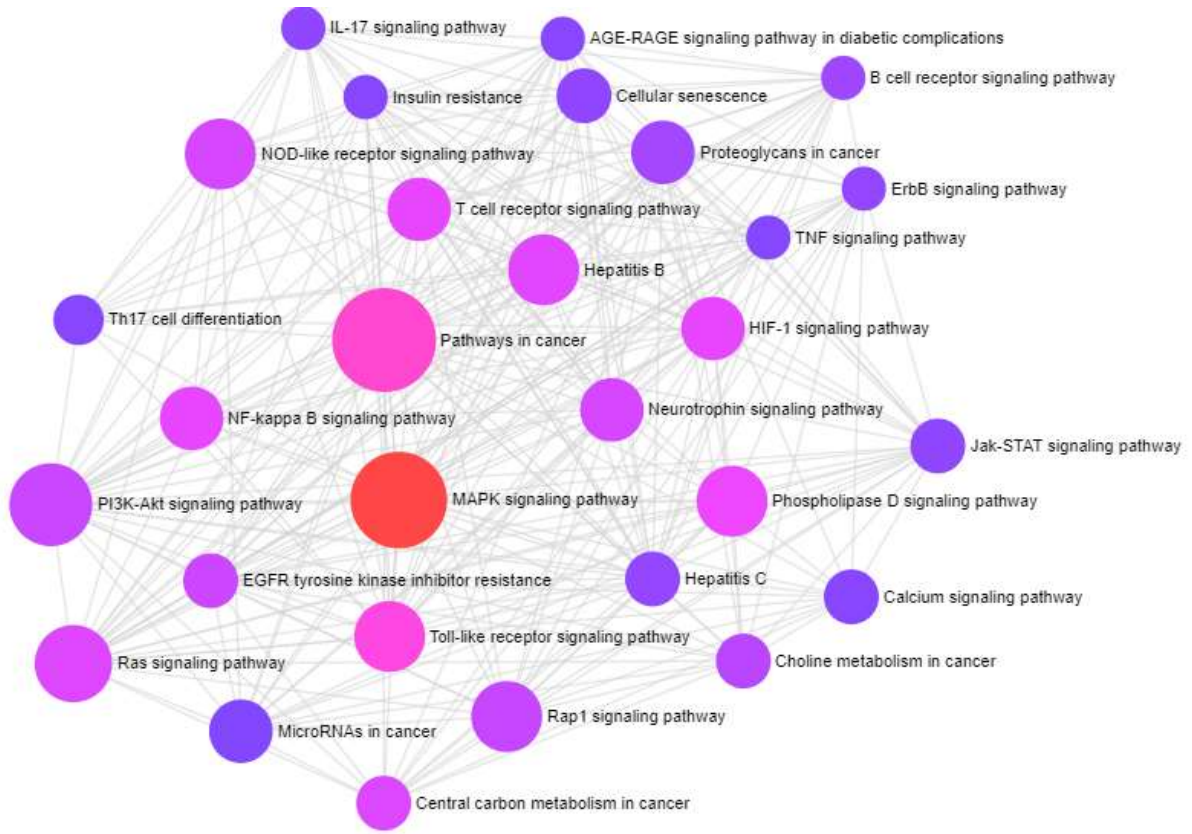 IL-17 signaling pathway
AGE-RAGE signaling pathway in diabetic complications
B cell receptor signaling pathway
Insulin resistance
Cellular senescence
NOD-like receptor signaling pathway
Proteoglycans in cancer
ErbB signaling pathway
T cell receptor signaling pathway
TNF signaling pathway
Hepatitis B
Th17 cell differentiation
HIF-1 signaling pathway
Pathways in cancer
Neurotrophin signaling pathway
NF-kappa B signaling pathway
Jak-STAT signaling pathway
MAPK signaling pathway
Phospholipase D signaling pathway
PI3K-Akt signaling pathway
EGFR tyrosine kinase inhibitor resistance
Hepatitis C
Calcium signaling pathway
Toll-like receptor signaling pathway
Ras signaling pathway
Choline metabolism in cancer
Rap1 signaling pathway
MicroRNAs in cancer
Central carbon metabolism in cancer